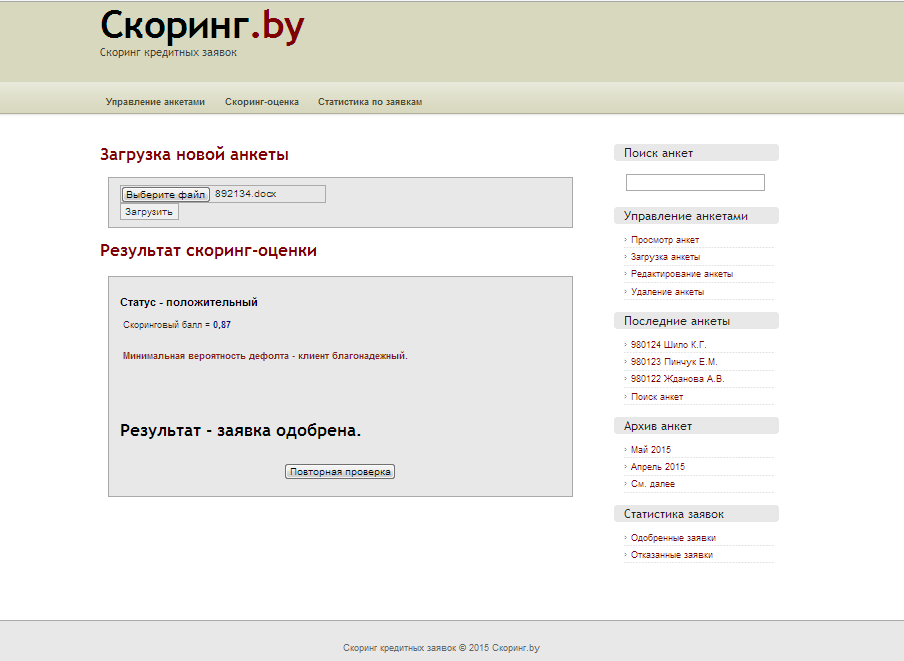 Скоринг.by
Скоринг кредитных заявок
Управление анкетами Скоринг-оценка Статистика по заявкам
Загрузка новой анкеты
Выберите файл 892134.docx
Загрузить
Результат скоринг-оценки
Статус - положительный
Скоринговый балл = 0,87
Минимальная вероятность дефолта - клиент благонадежный.
Результат - заявка одобрена.
Повторная проверка
Поиск анкет
Управление анкетами
Просмотр анкет
Загрузка анкеты
Редактирование анкеты
Удаление анкеты
Последние анкеты
980124 Шило К.Г.
980123 Пинчук Е.М.
980122 Жданова А.В.
Поиск анкет
Архив анкет
Май 2015
Апрель 2015
См. далее
Статистика заявок
Одобренные заявки
Отказанные заявки
Скоринг кредитных заявок © 2015 Скоринг.by